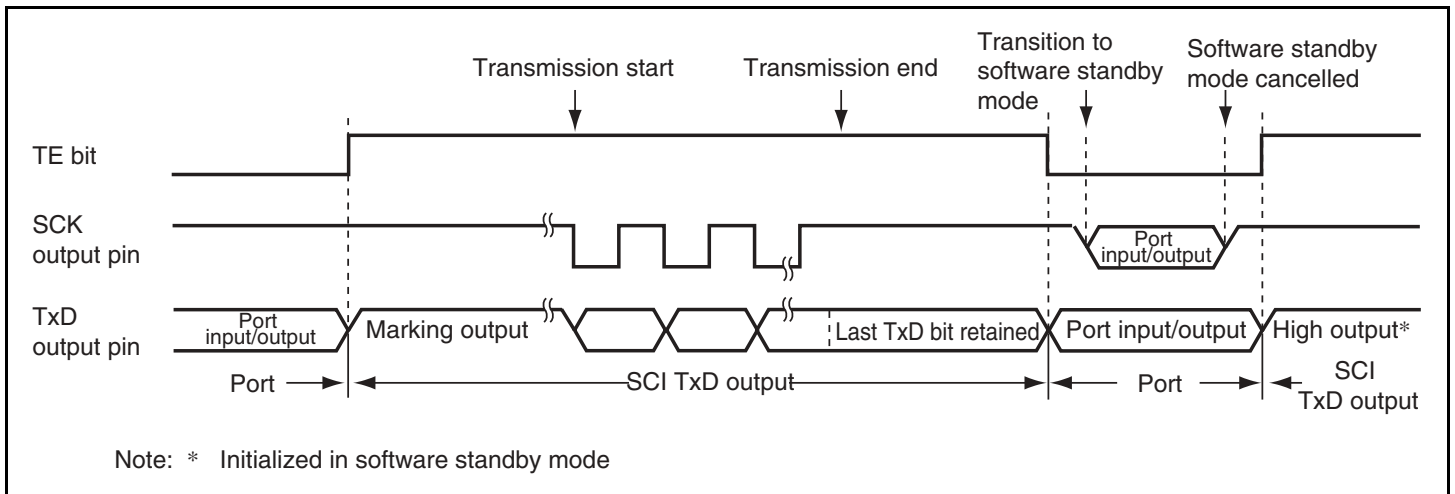 Transmission start
Transmission end
Transition to
software standby
mode
Software standby
mode cancelled
TE bit
SCK
output pin
Port
input/output
TxD
output pin
Port
input/output
Marking output
Last TxD bit retained
Port input/output
High output*
Port
SCI TxD output
Port
SCI
TxD output
Note: * Initialized in software standby mode